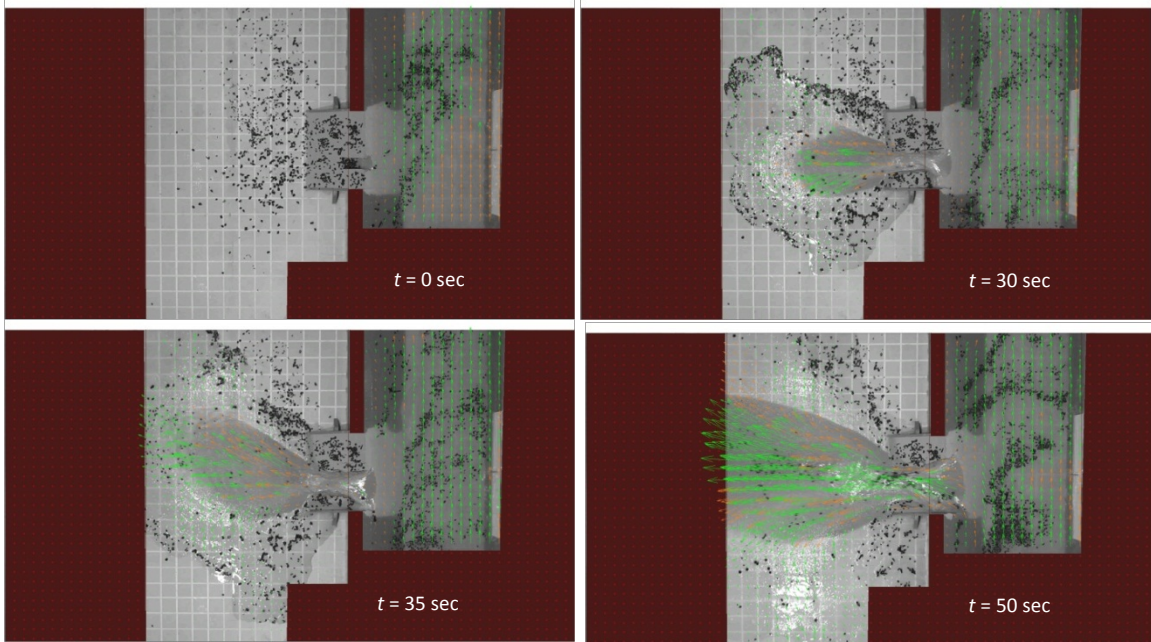 t = 0 sec
t = 30 sec
t = 35 sec
t = 50 sec